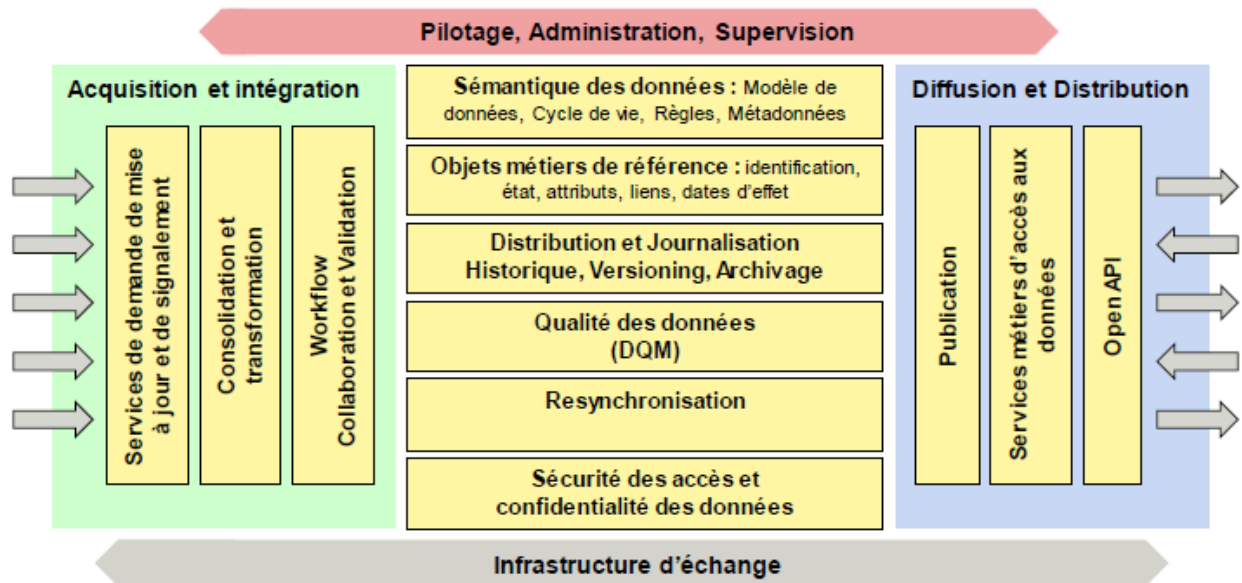 Pilotage, Administration, Supervision
Acquisition et intégration
Services de demande de mise
à jour et de signalement
Consolidation et
transformation
Workflow
Collaboration et Validation
Sémantique des données : Modèle de
données, Cycle de vie, Règles, Métadonnées
Objets métiers de référence : identification,
état, attributs, liens, dates d'effet
Distribution et Journalisation
Historique, Versioning, Archivage
Qualité des données
(DQM)
Resynchronisation
Sécurité des accès et
confidentialité des données
Diffusion et Distribution
Publication
Services métiers d'accès aux
données
Open API
Infrastructure d'échange